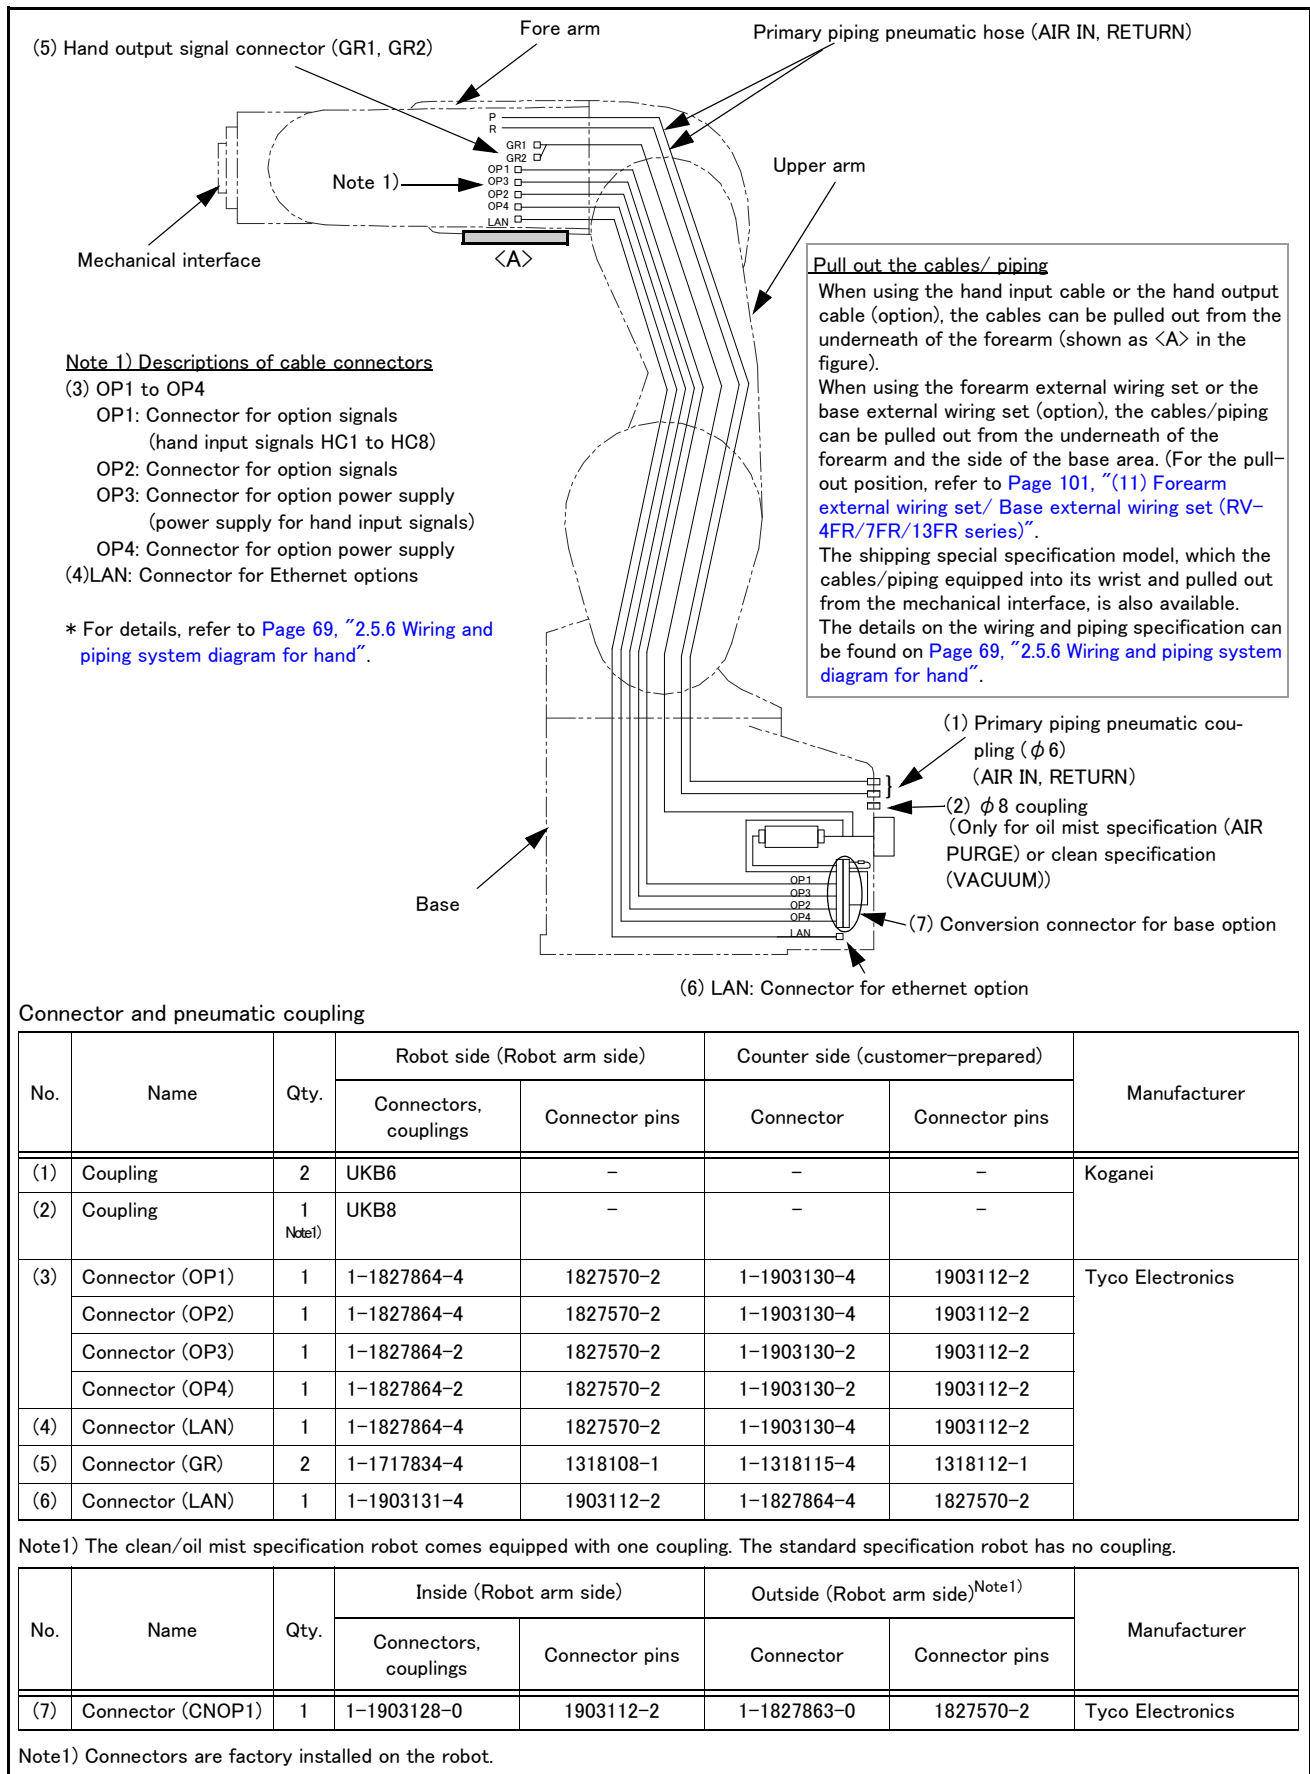 (5) Hand output signal connector (GR1, GR2)
Fore arm
Primary piping pneumatic hose (AIR IN, RETURN)
P
R
GR1
GR2
OP1
OP3
OP2
OP4
LAN
Note 1)
Upper arm
Mechanical interface
<A>
Pull out the cables/ piping
When using the hand input cable or the hand output
cable (option), the cables can be pulled out from the
underneath of the forearm (shown as <A> in the
figure).
When using the forearm external wiring set or the
base external wiring set (option), the cables/piping
can be pulled out from the underneath of the
forearm and the side of the base area. (For the pull-
out position, refer to Page 101, "(11) Forearm
external wiring set/ Base external wiring set (RV-
4FR/7FR/13FR series)".
The shipping special specification model, which the
cables/piping equipped into its wrist and pulled out
from the mechanical interface, is also available.
The details on the wiring and piping specification can
be found on Page 69, "2.5.6 Wiring and piping system
diagram for hand".
Note 1) Descriptions of cable connectors
(3) OP1 to OP4
OP1: Connector for option signals
(hand input signals HC1 to HC8)
OP2: Connector for option signals
OP3: Connector for option power supply
(power supply for hand input signals)
OP4: Connector for option power supply
(4)LAN: Connector for Ethernet options
* For details, refer to Page 69, "2.5.6 Wiring and
piping system diagram for hand".
(1) Primary piping pneumatic cou-
pling (φ6)
(AIR IN, RETURN)
(2) φ8 coupling
(Only for oil mist specification (AIR
PURGE) or clean specification
(VACUUM))
OP1
OP3
OP2
OP4
LAN
Base
(7) Conversion connector for base option
(6) LAN: Connector for ethernet option
Connector and pneumatic coupling
No. Name Qty. Robot side (Robot arm side) Counter side (customer-prepared) Manufacturer
Connectors, couplings Connector pins Connector Connector pins
(1) Coupling 2 UKB6 - - - Koganei
(2) Coupling 1 Note1) UKB8 - - -
(3) Connector (OP1) 1 1-1827864-4 1827570-2 1-1903130-4 1903112-2 Tyco Electronics
Connector (OP2) 1 1-1827864-4 1827570-2 1-1903130-4 1903112-2
Connector (OP3) 1 1-1827864-2 1827570-2 1-1903130-2 1903112-2
Connector (OP4) 1 1-1827864-2 1827570-2 1-1903130-2 1903112-2
(4) Connector (LAN) 1 1-1827864-4 1827570-2 1-1903130-4 1903112-2
(5) Connector (GR) 2 1-1717834-4 1318108-1 1-1318115-4 1318112-1
(6) Connector (LAN) 1 1-1903131-4 1903112-2 1-1827864-4 1827570-2
Note1) The clean/oil mist specification robot comes equipped with one coupling. The standard specification robot has no coupling.
No. Name Qty. Inside (Robot arm side) Outside (Robot arm side)Note1) Manufacturer
Connectors, couplings Connector pins Connector Connector pins
(7) Connector (CNOP1) 1 1-1903128-0 1903112-2 1-1827863-0 1827570-2 Tyco Electronics
Note1) Connectors are factory installed on the robot.